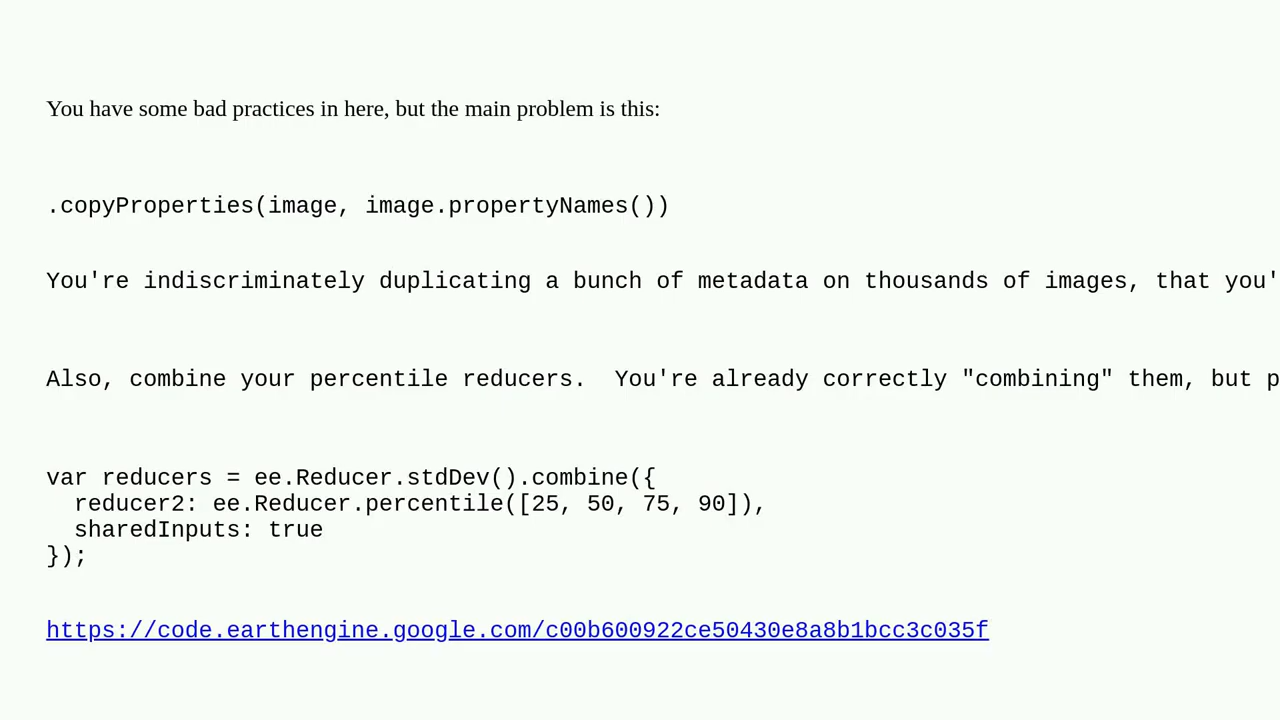 You have some bad practices in here, but the main problem is this:
.copyProperties(image, image.propertyNames())
You're indiscriminately duplicating a bunch of metadata on thousands of images, that you'
Also, combine your percentile reducers.  You're already correctly "combining" them, but p
var reducers = ee.Reducer.stdDev().combine({
  reducer2: ee.Reducer.percentile([25, 50, 75, 90]),
  sharedInputs: true
});
https://code.earthengine.google.com/c00b600922ce50430e8a8b1bcc3c035f